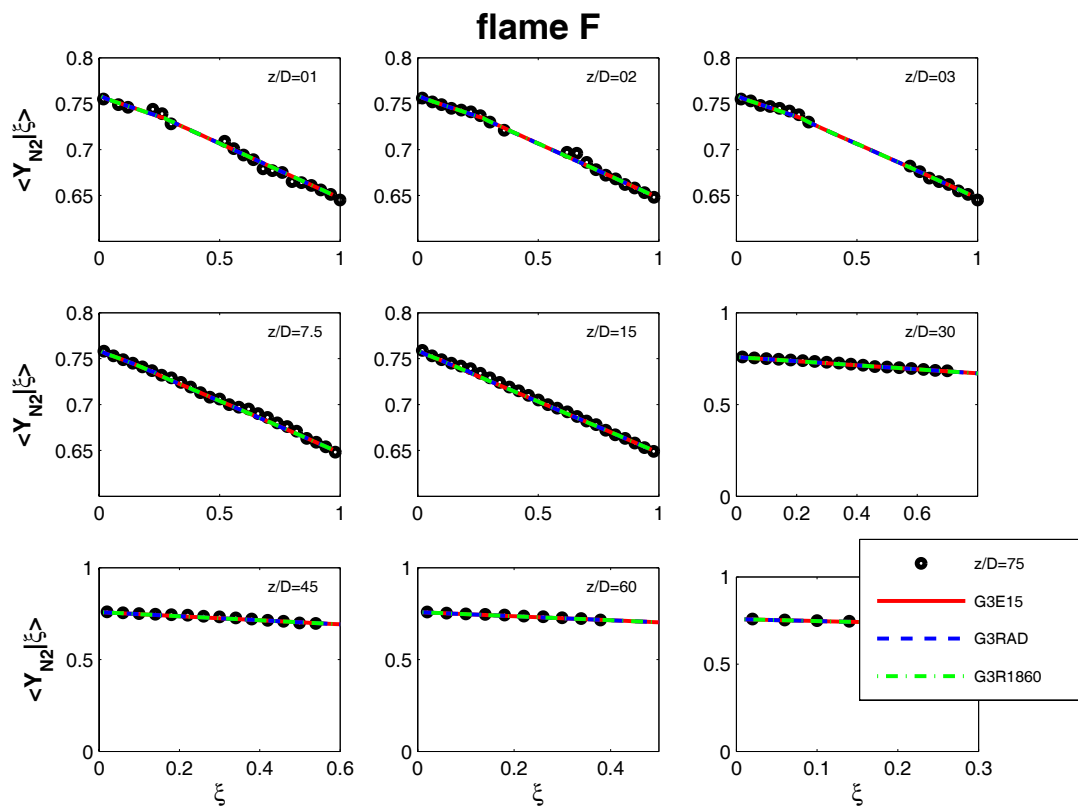 flame F
<Y_N2|ξ>
0.8
0.75
0.7
0.65
z/D=01
0
0.5
1
0.8
0.75
0.7
0.65
z/D=02
0
0.5
1
0.8
0.75
0.7
0.65
z/D=03
0
0.5
1
<Y_N2|ξ>
0.8
0.75
0.7
0.65
z/D=7.5
0
0.5
1
0.8
0.75
0.7
0.65
z/D=15
0
0.5
1
1
0.5
0
z/D=30
0 0.2 0.4 0.6
<Y_N2|ξ>
1
0.5
0
z/D=45
0 0.2 0.4 0.6
ξ
1
0.5
0
z/D=60
0 0.2 0.4
ξ
1
0.5
0
0 0.1 0.2 0.3
ξ
z/D=75
G3E15
G3RAD
G3R1860